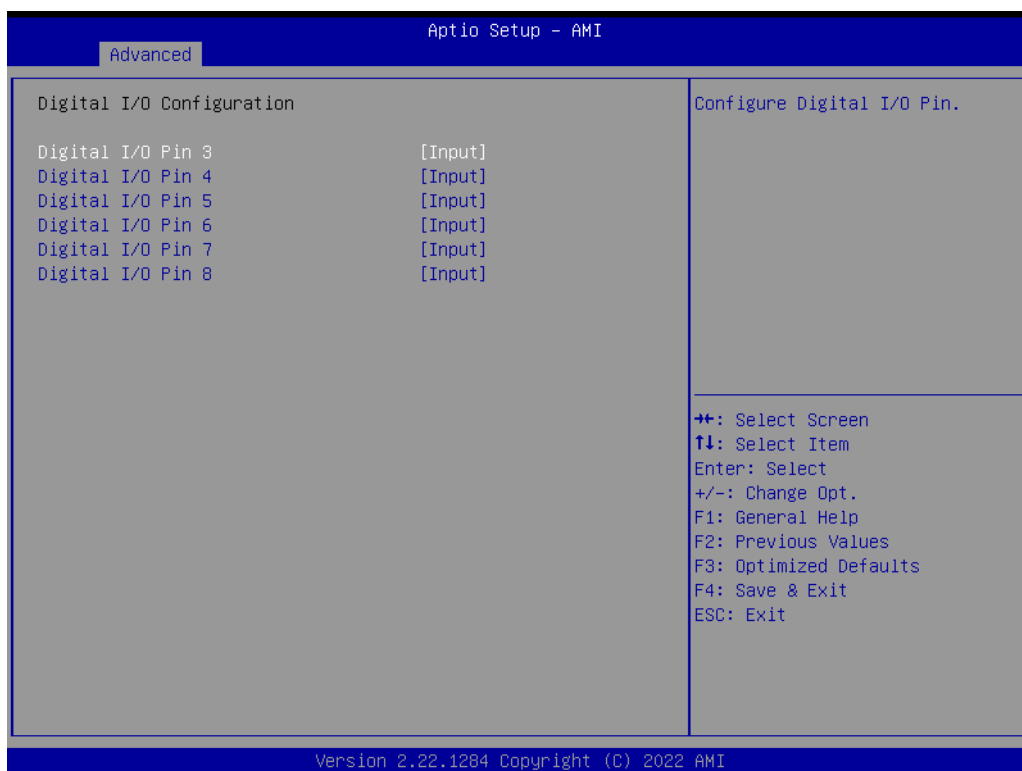 Aptio Setup - AMI
Advanced
Digital I/O Configuration
Digital I/O Pin 3 [Input]
Digital I/O Pin 4 [Input]
Digital I/O Pin 5 [Input]
Digital I/O Pin 6 [Input]
Digital I/O Pin 7 [Input]
Digital I/O Pin 8 [Input]
Configure Digital I/O Pin.
→←: Select Screen
↑↓: Select Item
Enter: Select
+/-: Change Opt.
F1: General Help
F2: Previous Values
F3: Optimized Defaults
F4: Save & Exit
ESC: Exit
Version 2.22.1284 Copyright (C) 2022 AMI